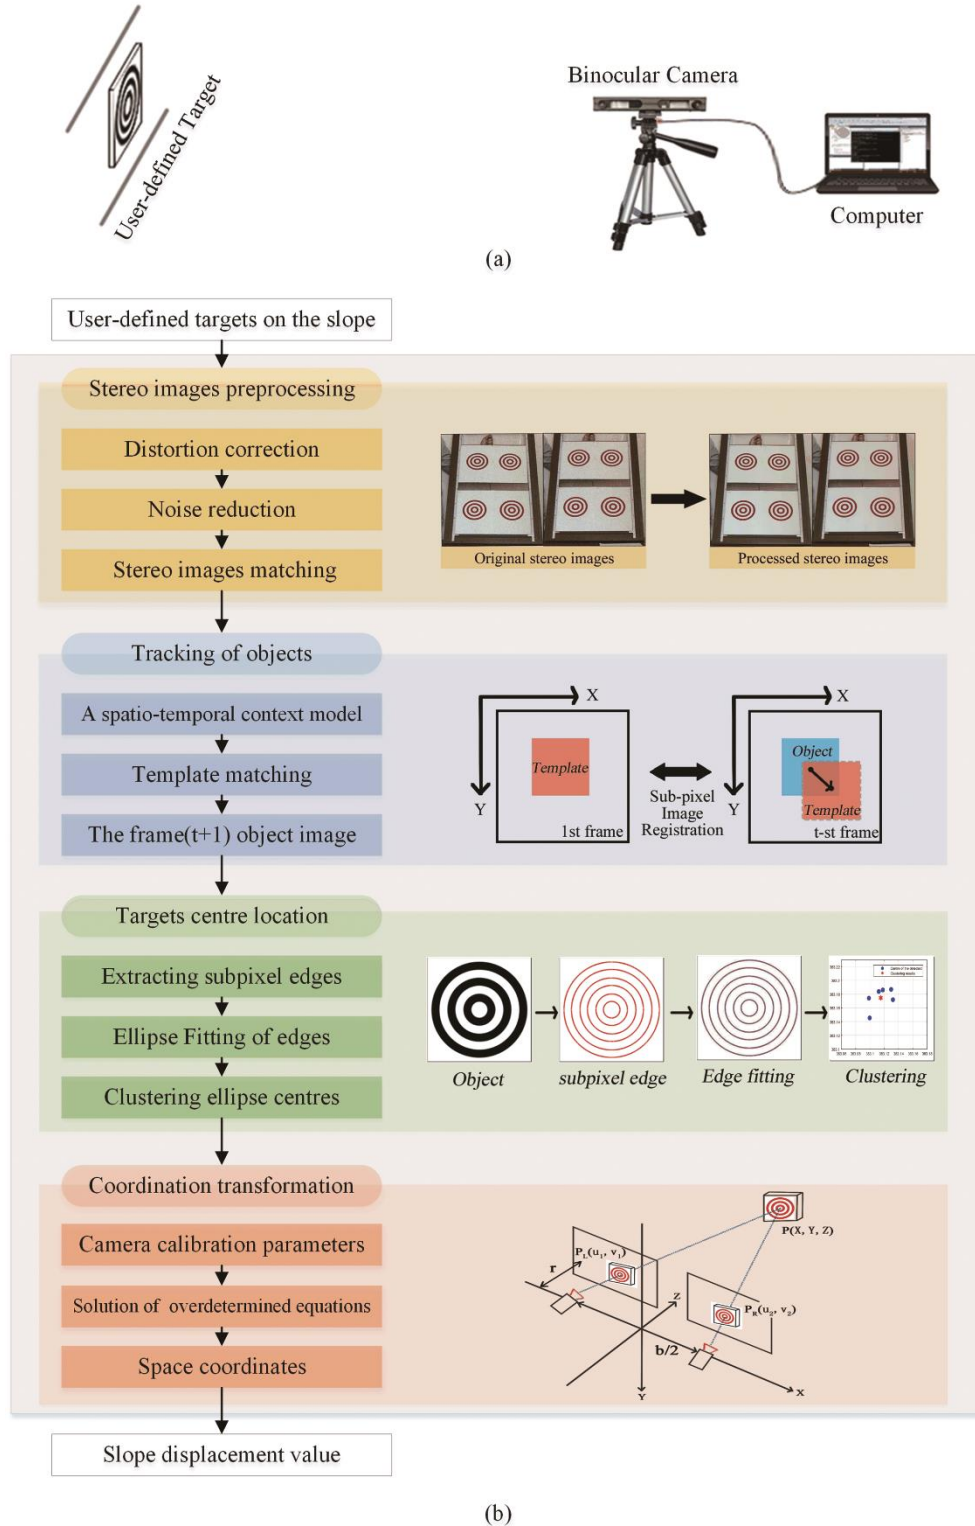 User-defined Target
Binocular Camera
Computer
(a)
User-defined targets on the slope
Stereo images preprocessing
Distortion correction
Noise reduction
Stereo images matching
Original stereo images
Processed stereo images
Tracking of objects
A spatio-temporal context model
Template matching
The frame(t+1) object image
X
Y
Template
1st frame
Sub-pixel
Image
Registration
X
Y
Object
Template
t-st frame
Targets centre location
Extracting subpixel edges
Ellipse Fitting of edges
Clustering ellipse centres
Object
subpixel edge
Edge fitting
Clustering
Coordination transformation
Camera calibration parameters
Solution of overdetermined equations
Space coordinates
P(X, Y, Z)
PL(u1, v1)
r
Z
PR(u2, v2)
b/2
X
Y
Slope displacement value
(b)